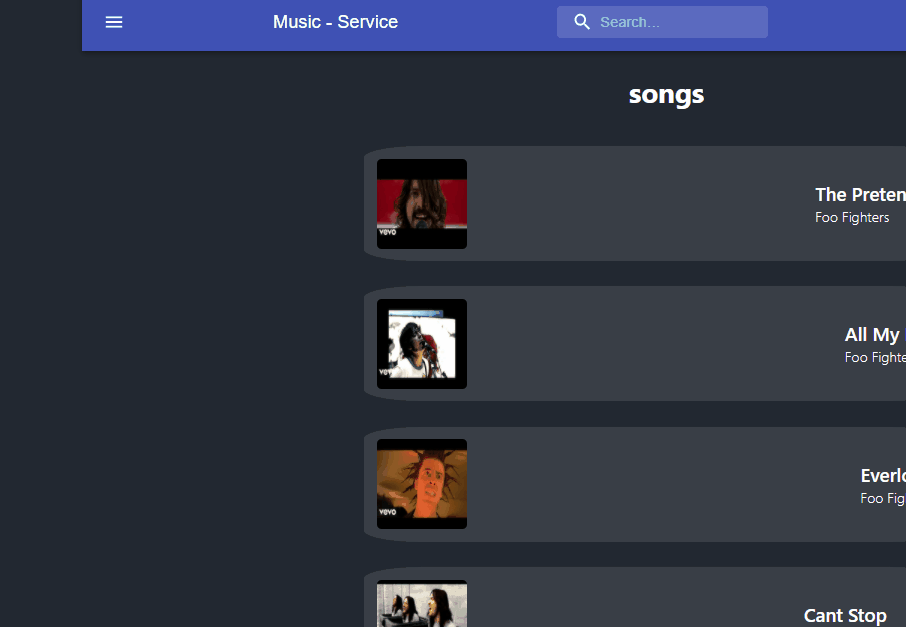 Music - Service
Search...
songs
The Preten
Foo Fighters
vevo
All My
Foo Fighte
vevo
Everlo
Foo Fig
vevo
Cant Stop